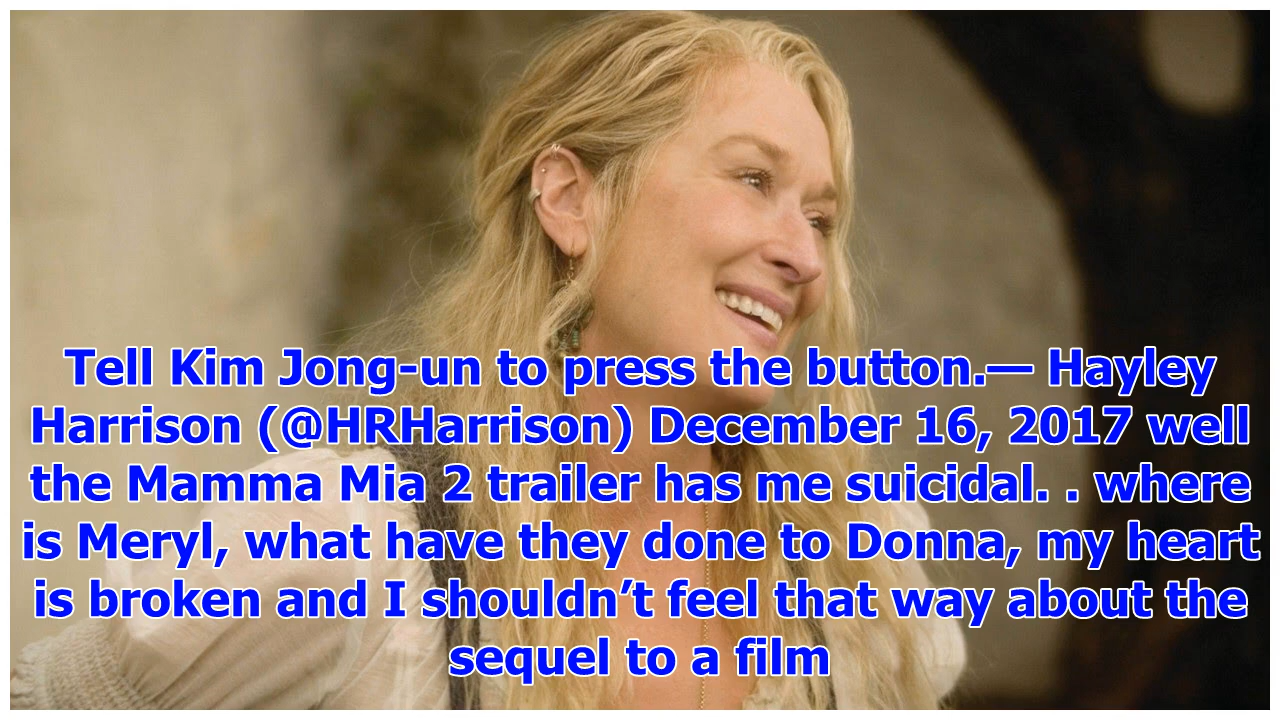 Tell Kim Jong-un to press the button.— Hayley
Harrison (@HRHarrison) December 16, 2017 well
the Mamma Mia 2 trailer has me suicidal. . where
is Meryl, what have they done to Donna, my heart
is broken and I shouldn’t feel that way about the
sequel to a film